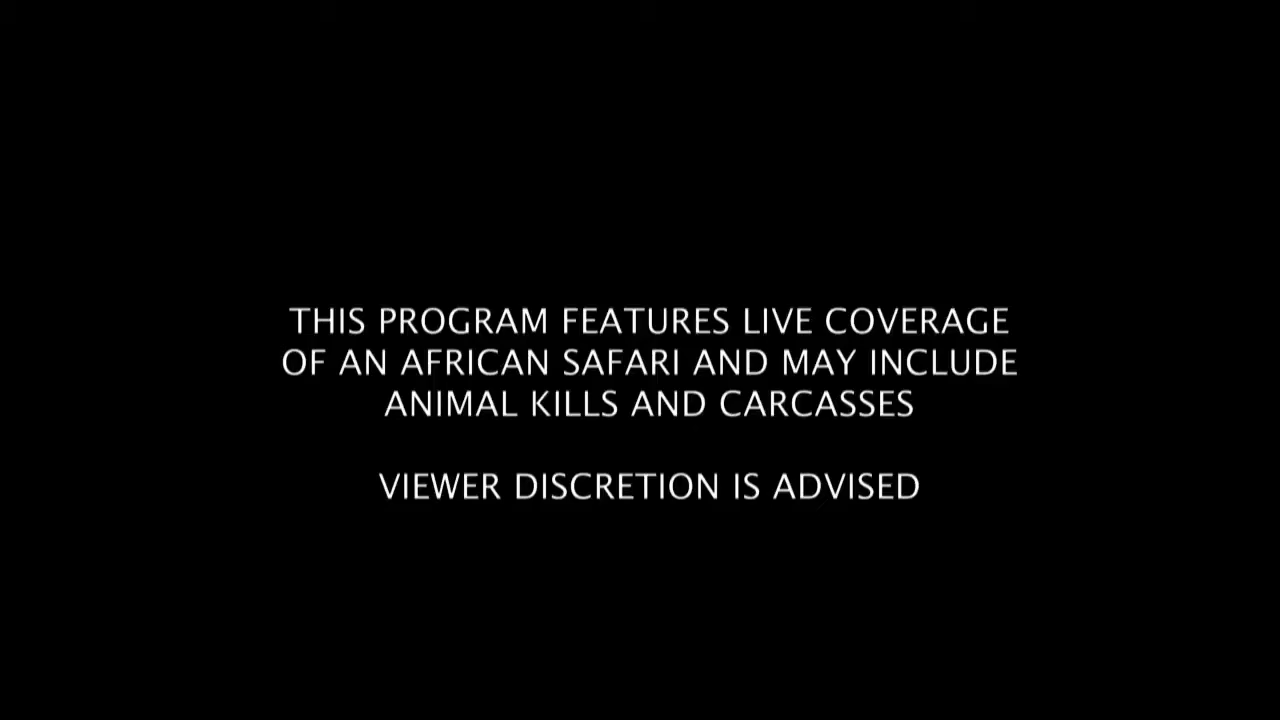 THIS PROGRAM FEATURES LIVE COVERAGE
OF AN AFRICAN SAFARI AND MAY INCLUDE
ANIMAL KILLS AND CARCASSES
VIEWER DISCRETION IS ADVISED